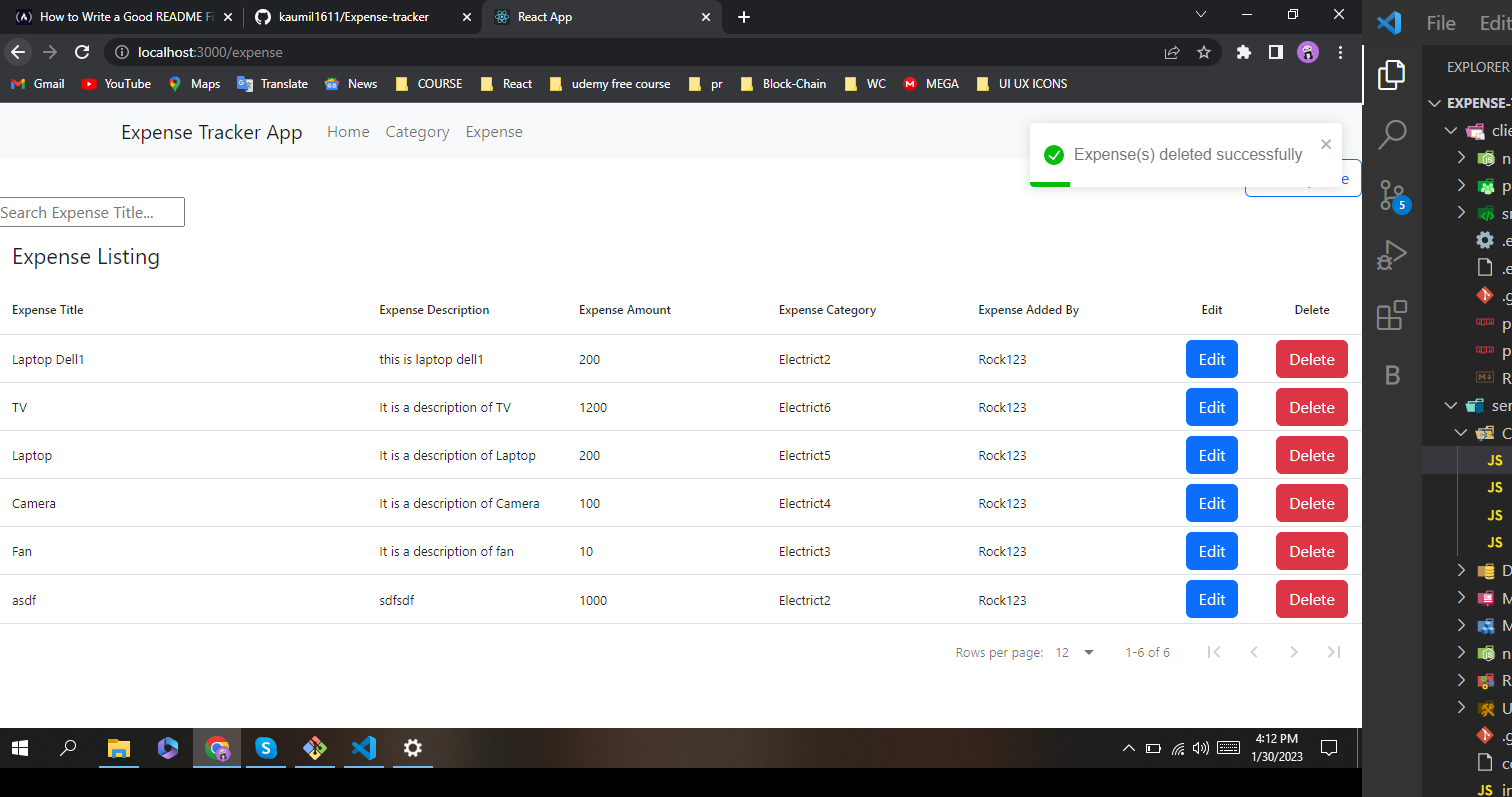 How to Write a Good README Fi
kaumil1611/Expense-tracker
React App
localhost:3000/expense
Gmail
YouTube
Maps
Translate
News
COURSE
React
udemy free course
pr
Block-Chain
WC
MEGA
UI UX ICONS
Expense Tracker App
Home
Category
Expense
Expense(s) deleted successfully
Search Expense Title...
Expense Listing
Expense Title Expense Description Expense Amount Expense Category Expense Added By Edit Delete
Laptop Dell1 this is laptop dell1 200 Electrict2 Rock123 Edit Delete
TV It is a description of TV 1200 Electrict6 Rock123 Edit Delete
Laptop It is a description of Laptop 200 Electrict5 Rock123 Edit Delete
Camera It is a description of Camera 100 Electrict4 Rock123 Edit Delete
Fan It is a description of fan 10 Electrict3 Rock123 Edit Delete
asdf sdfsdf 1000 Electrict2 Rock123 Edit Delete
Rows per page: 12 1-6 of 6
4:12 PM
1/30/2023
File Edit
EXPLORER
EXPENSE-
5
B
JS
JS
JS
JS
JS